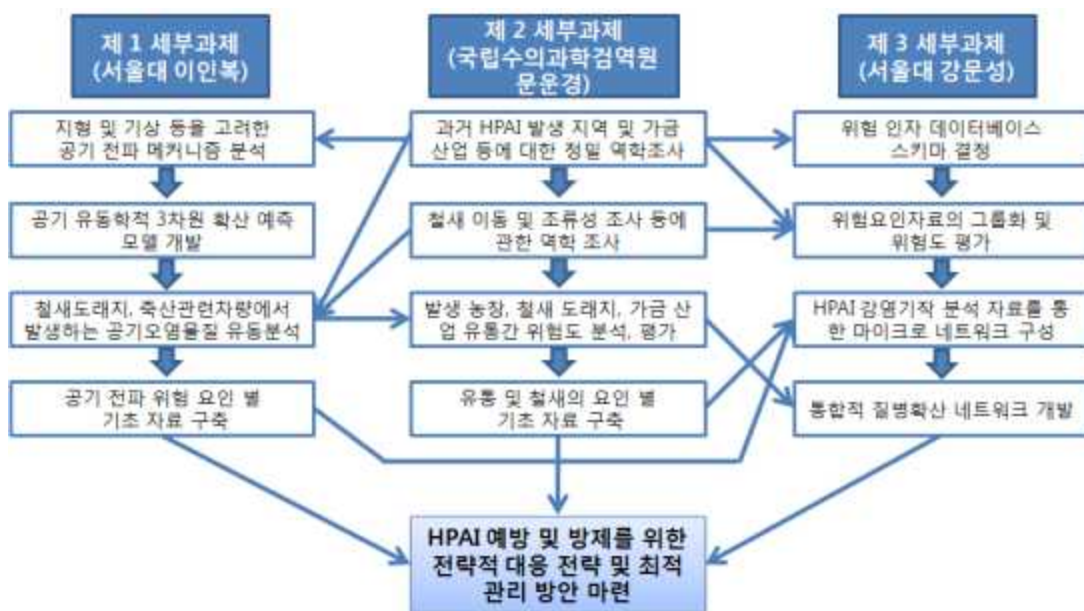 제 1 세부과제
(서울대 이인복)
지형 및 기상 등을 고려한
공기 전파 메커니즘 분석
공기 유동학적 3차원 확산 예측
모델 개발
철새도래지, 축산관련차량에서
발생하는 공기오염물질 유동분석
공기 전파 위험 요인 별
기초 자료 구축
제 2 세부과제
(국립수의과학검역원
문운경)
과거 HPAI 발생 지역 및 가금
산업 등에 대한 정밀 역학조사
철새 이동 및 조류성 조사 등에
관한 역학 조사
발생 농장, 철새 도래지, 가금 산
업 유통간 위험도 분석, 평가
유통 및 철새의 요인 별
기초 자료 구축
제 3 세부과제
(서울대 강문성)
위험 인자 데이터베이스
스키마 결정
위험요인자료의 그룹화 및
위험도 평가
HPAI 감염기작 분석 자료를 통
한 마이크로 네트워크 구성
통합적 질병확산 네트워크 개발
HPAI 예방 및 방제를 위한
전략적 대응 전략 및 최적
관리 방안 마련